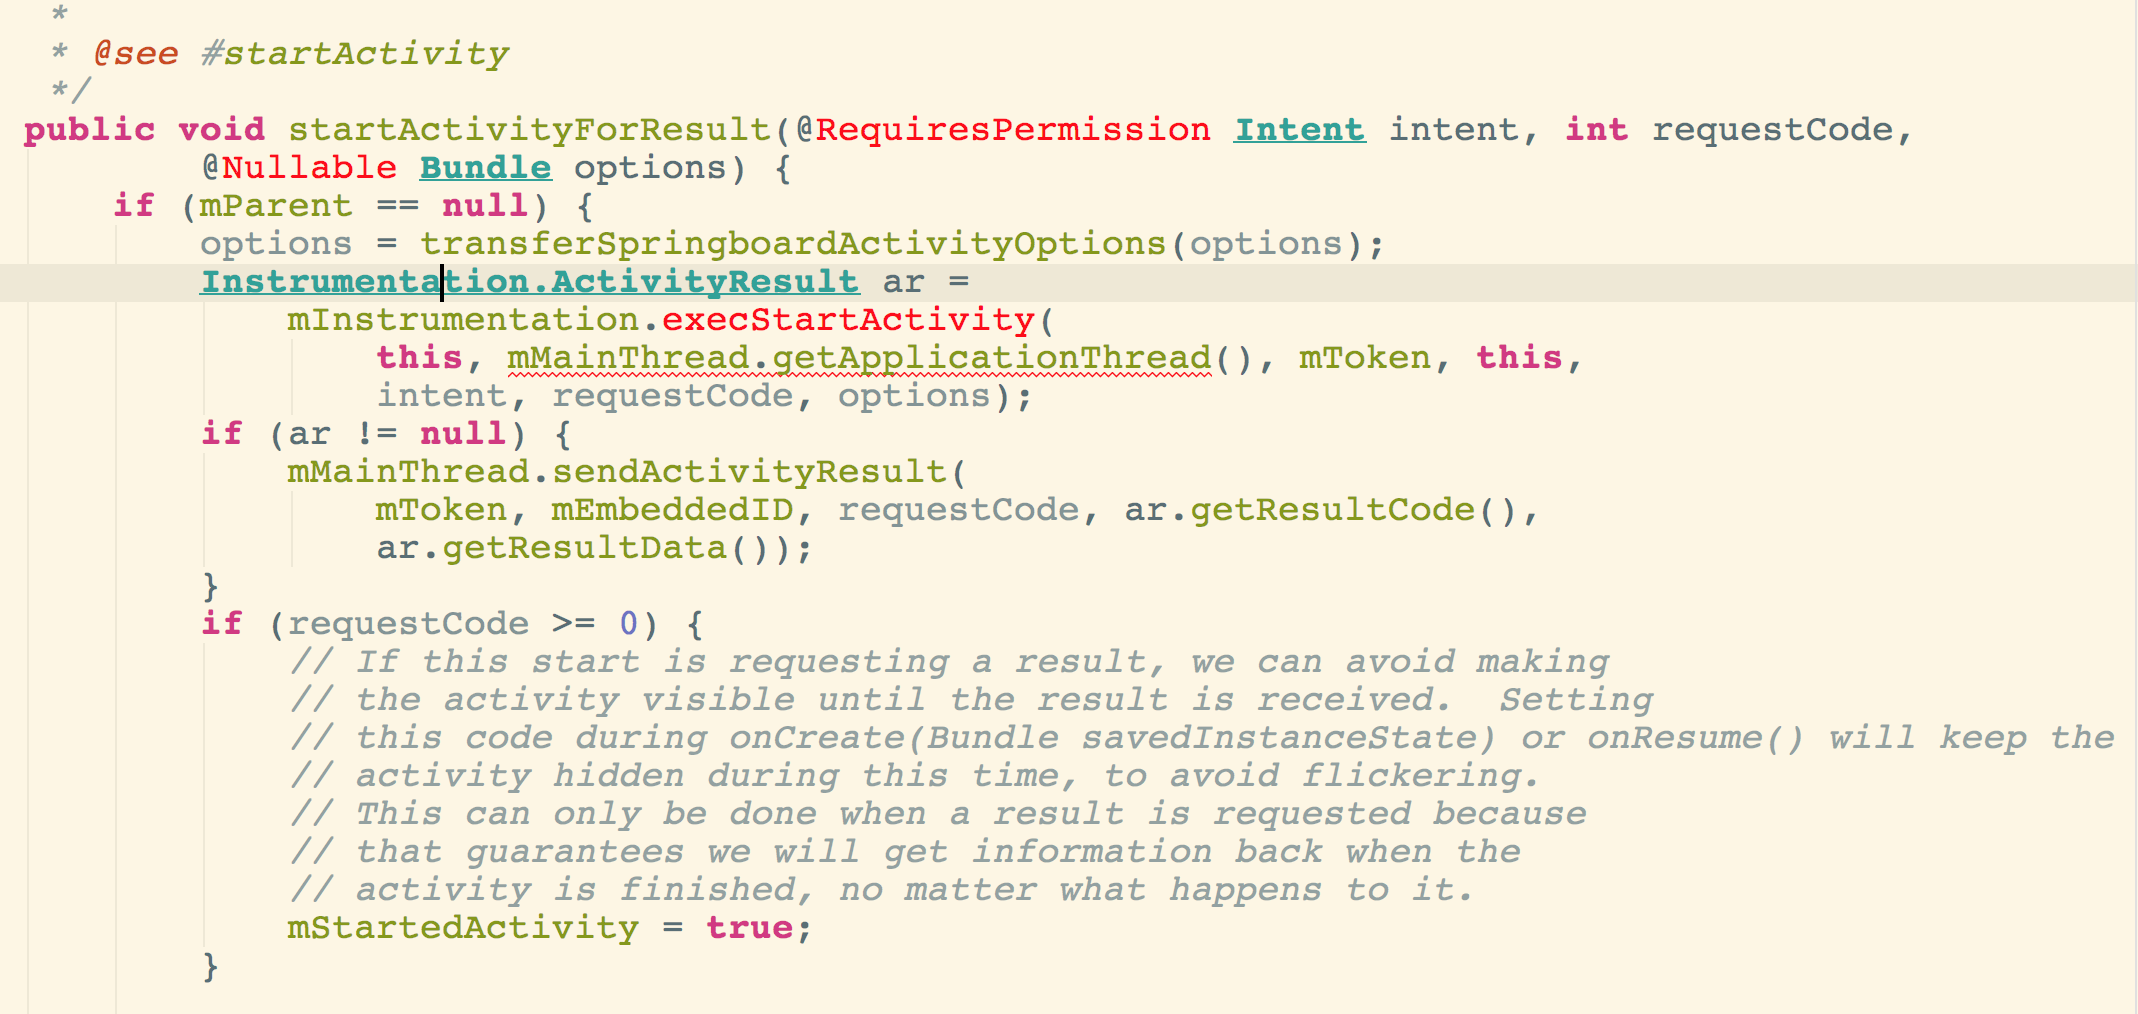 *
* @see #startActivity
*/
public void startActivityForResult(@RequiresPermission Intent intent, int requestCode,
@Nullable Bundle options) {
if (mParent == null) {
options = transferSpringboardActivityOptions(options);
Instrumentation.ActivityResult ar =
mInstrumentation.execStartActivity(
this, mMainThread.getApplicationThread(), mToken, this,
intent, requestCode, options);
if (ar != null) {
mMainThread.sendActivityResult(
mToken, mEmbeddedID, requestCode, ar.getResultCode(),
ar.getResultData());
}
if (requestCode >= 0) {
// If this start is requesting a result, we can avoid making
// the activity visible until the result is received.  Setting
// this code during onCreate(Bundle savedInstanceState) or onResume() will keep the
// activity hidden during this time, to avoid flickering.
// This can only be done when a result is requested because
// that guarantees we will get information back when the
// activity is finished, no matter what happens to it.
mStartedActivity = true;
}